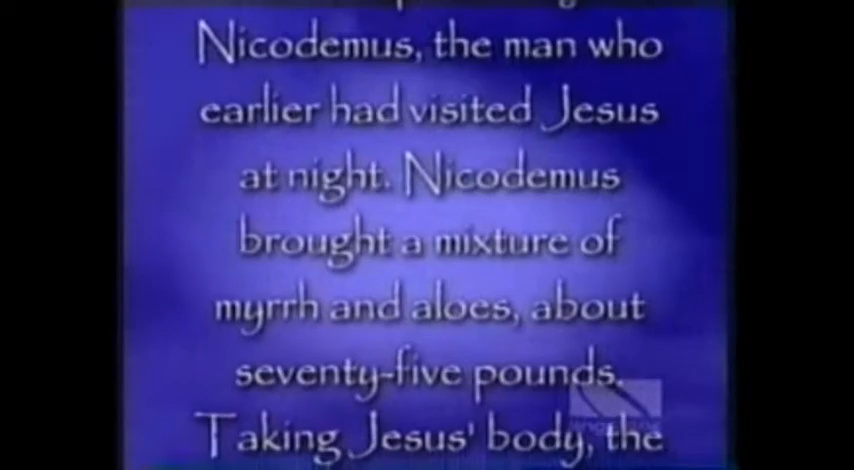 Nicodemus, the man who
earlier had visited Jesus
at night. Nicodemus
brought a mixture of
myrrh and aloes, about
seventy-five pounds.
Taking Jesus' body, the